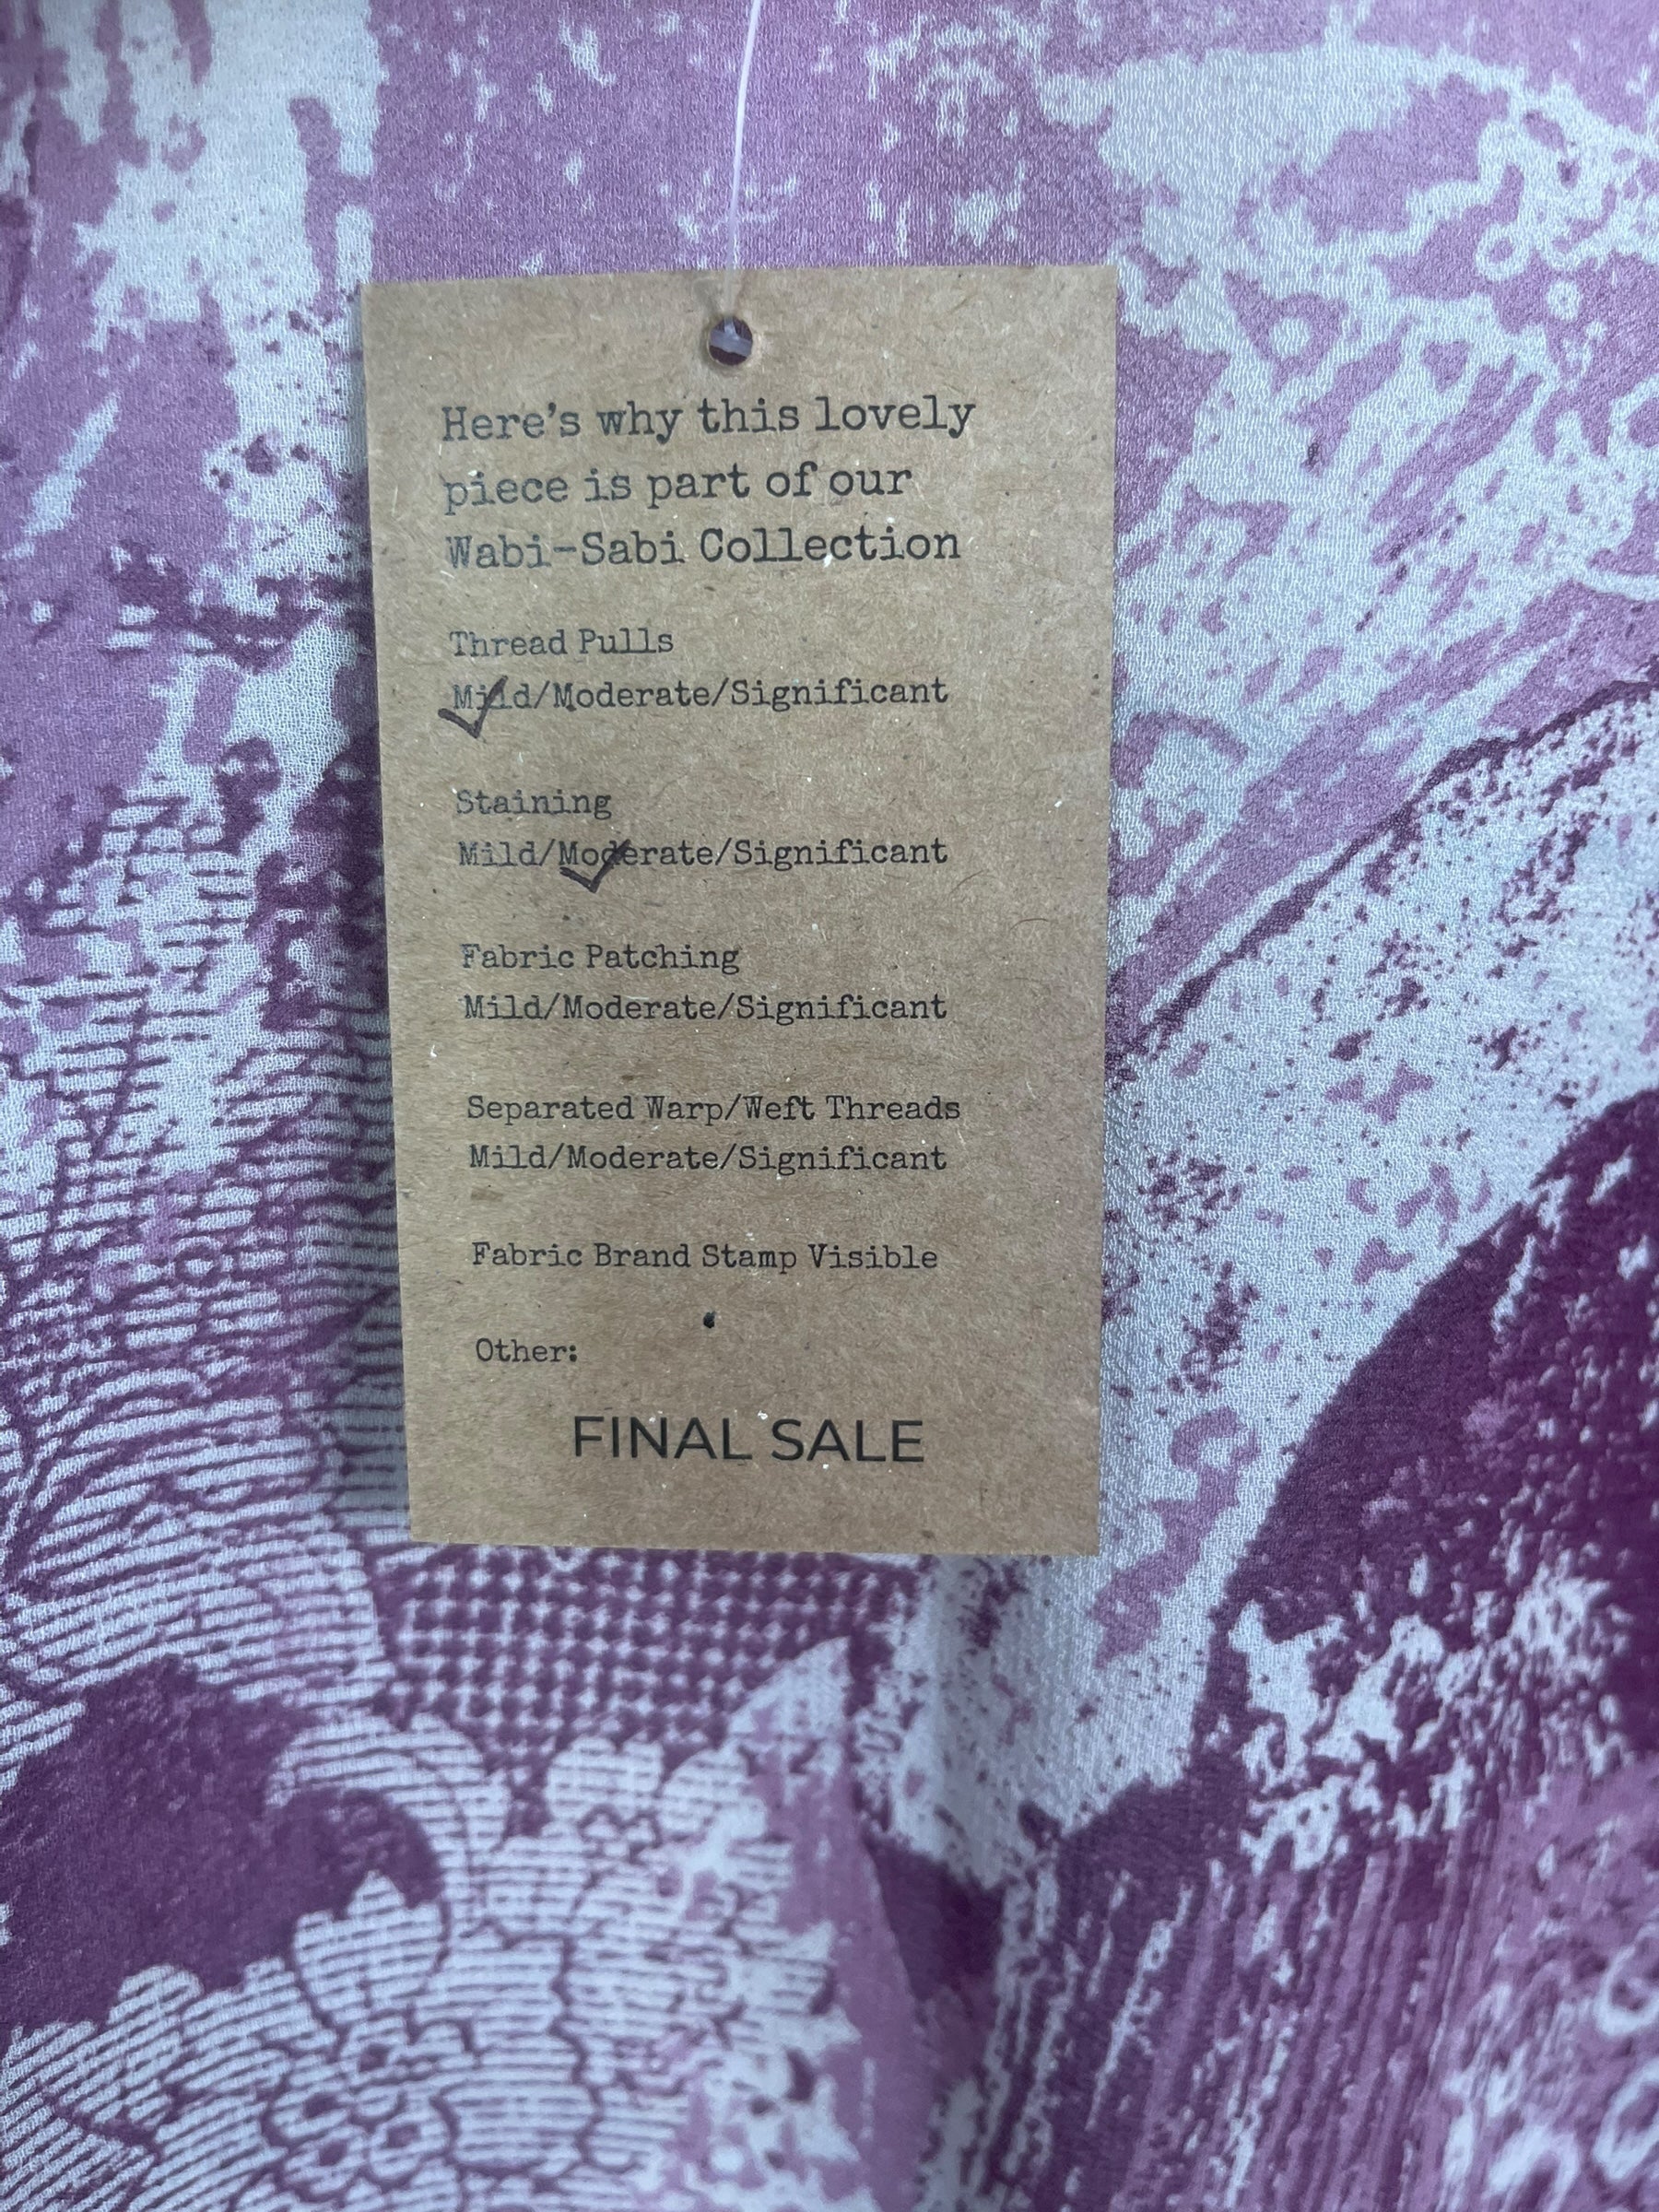 Here's why this lovely
piece is part of our
Wabi-Sabi Collection
Thread Pulls
Mild/Moderate/Significant
Staining
Mild/Moderate/Significant
Fabric Patching
Mild/Moderate/Significant
Separated Warp/Weft Threads
Mild/Moderate/Significant
Fabric Brand Stamp Visible
Other:
FINAL SALE